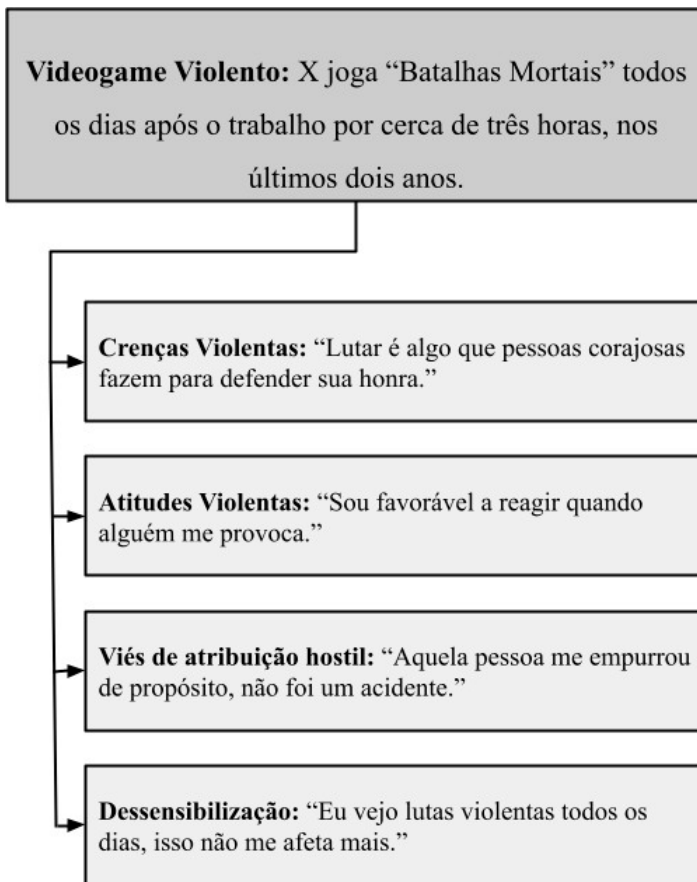 Videogame Violento: X joga “Batalhas Mortais” todos
os dias após o trabalho por cerca de três horas, nos
últimos dois anos.
Crenças Violentas: “Lutar é algo que pessoas corajosas
fazem para defender sua honra.”
Atitudes Violentas: “Sou favorável a reagir quando
alguém me provoca.”
Viés de atribuição hostil: “Aquela pessoa me empurrou
de propósito, não foi um acidente.”
Dessensibilização: “Eu vejo lutas violentas todos os
dias, isso não me afeta mais.”